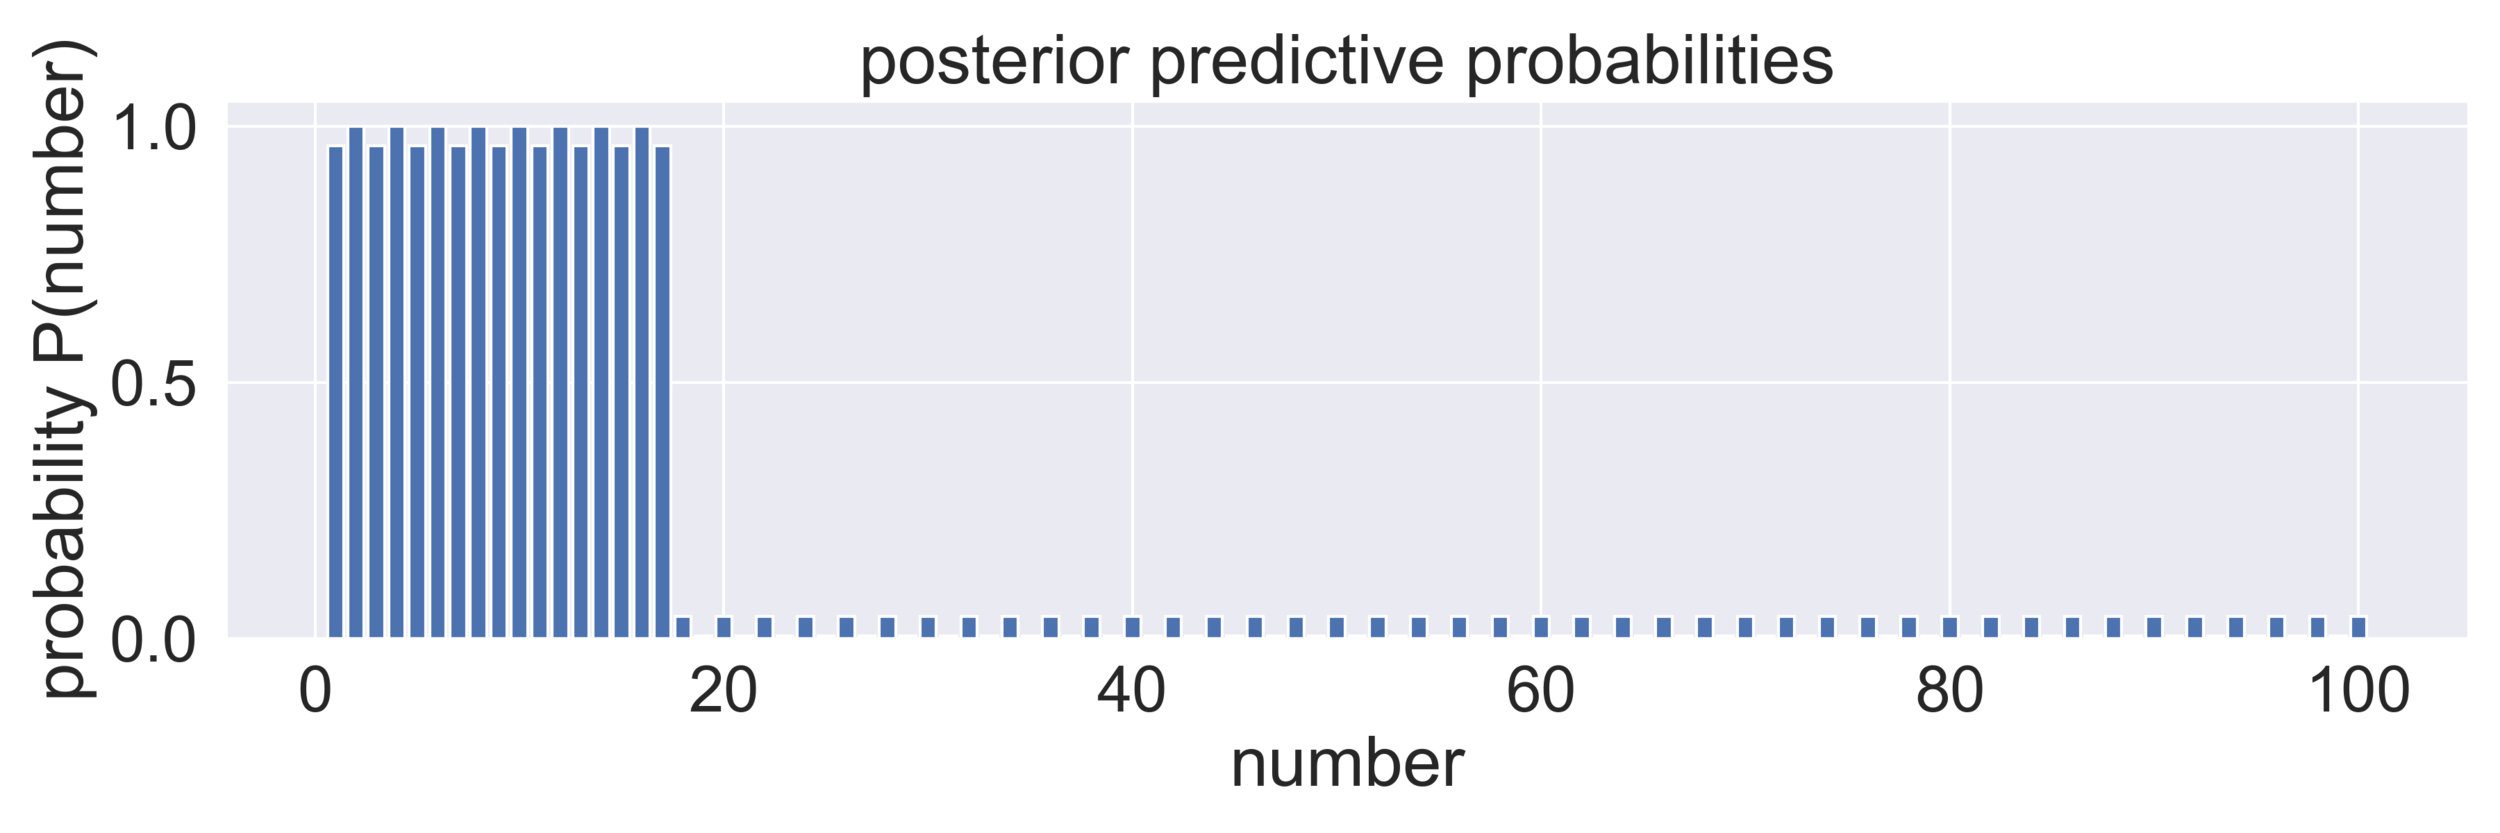 posterior predictive probabilities
probability P(number)
1.0
0.5
0.0
0 20 40 60 80 100
number